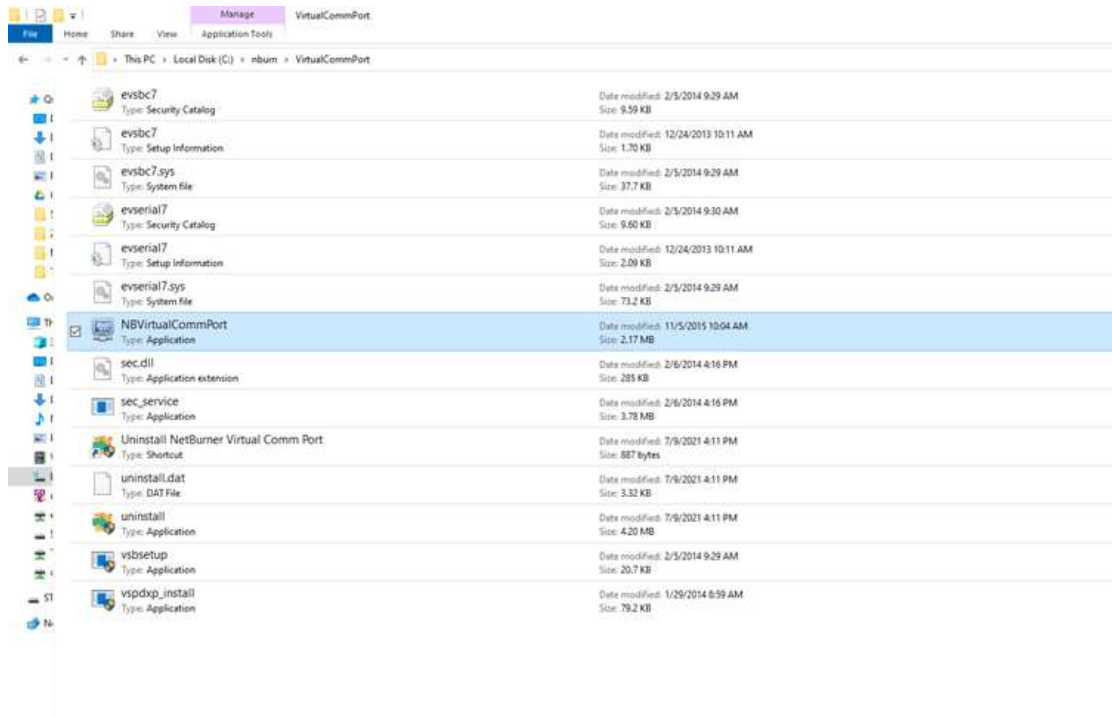 Manage
VirtualCommPort
File
Home
Share
View
Application Tools
This PC
Local Disk (C:)
nburn
VirtualCommPort
evsbc7
Date modified: 2/5/2014 9:29 AM
Type: Security Catalog
Size: 9.59 KB
evsbc7
Date modified: 12/24/2013 10:11 AM
Type: Setup Information
Size: 1.70 KB
evsbc7.sys
Date modified: 2/5/2014 9:29 AM
Type: System file
Size: 37.7 KB
evserial7
Date modified: 2/5/2014 9:30 AM
Type: Security Catalog
Size: 9.60 KB
evserial7
Date modified: 12/24/2013 10:11 AM
Type: Setup Information
Size: 2.09 KB
evserial7.sys
Date modified: 2/5/2014 9:29 AM
Type: System file
Size: 73.2 KB
NBVirtualCommPort
Date modified: 11/5/2015 10:04 AM
Type: Application
Size: 2.17 MB
sec.dll
Date modified: 2/6/2014 4:16 PM
Type: Application extension
Size: 285 KB
sec_service
Date modified: 2/6/2014 4:16 PM
Type: Application
Size: 3.78 MB
Uninstall NetBurner Virtual Comm Port
Date modified: 7/9/2021 4:11 PM
Type: Shortcut
Size: 887 bytes
uninstall.dat
Date modified: 7/9/2021 4:11 PM
Type: DAT File
Size: 3.32 KB
uninstall
Date modified: 7/9/2021 4:11 PM
Type: Application
Size: 4.20 MB
vsbsetup
Date modified: 2/5/2014 9:29 AM
Type: Application
Size: 20.7 KB
vspdxp_install
Date modified: 1/29/2014 8:59 AM
Type: Application
Size: 79.2 KB